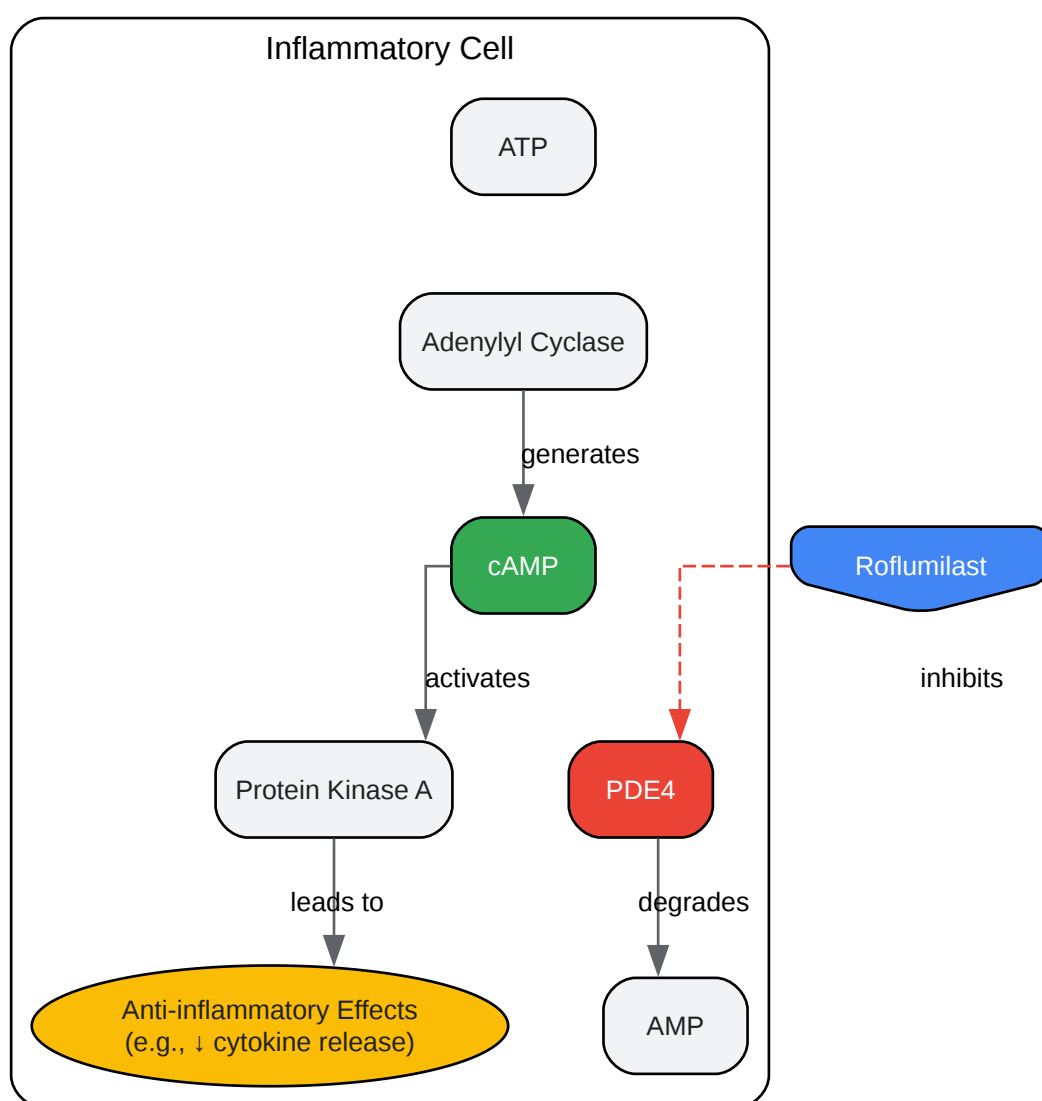 Inflammatory Cell
ATP
Adenylyl Cyclase
generates
cAMP
Roflumilast
activates
inhibits
Protein Kinase A
PDE4
leads to
degrades
Anti-inflammatory Effects
(e.g., ↓ cytokine release)
AMP